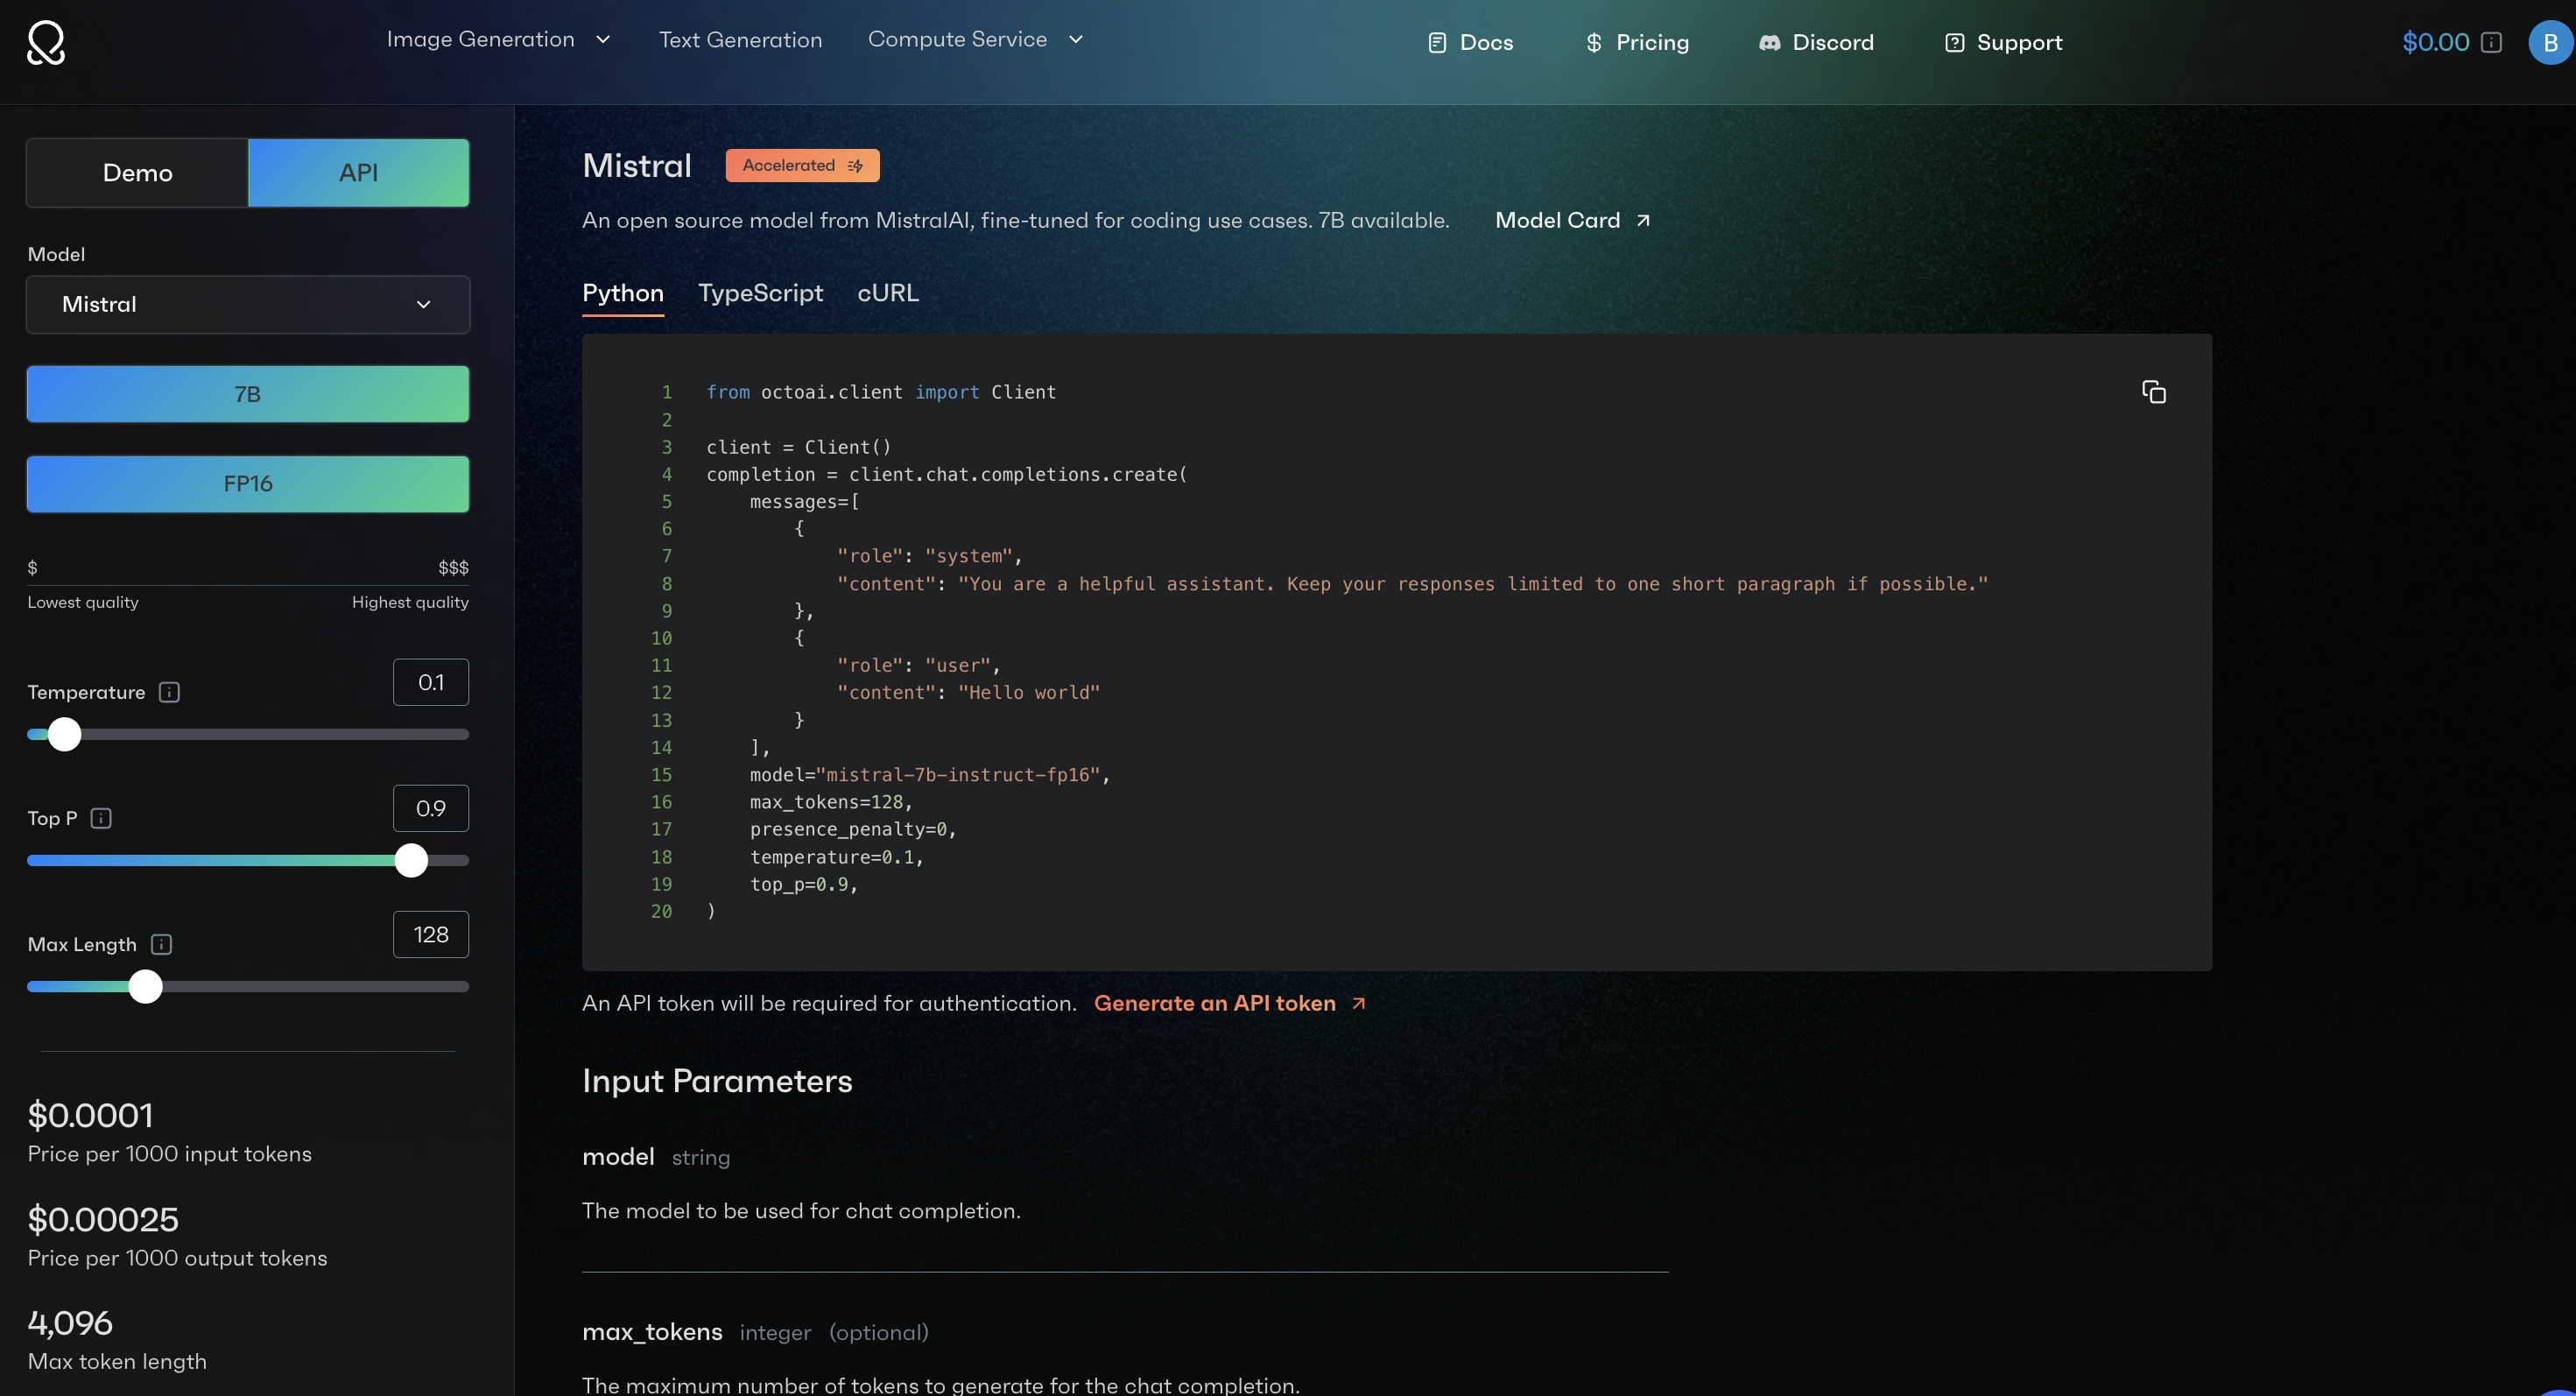 Image Generation
Text Generation
Compute Service
Docs
$ Pricing
Discord
Support
$0.00
B
Demo
API
Model
Mistral
7B
FP16
$ $$$
Lowest quality Highest quality
Temperature 0.1
Top P 0.9
Max Length 128
$0.0001
Price per 1000 input tokens
$0.00025
Price per 1000 output tokens
4,096
Max token length
Mistral Accelerated
An open source model from MistralAI, fine-tuned for coding use cases. 7B available. Model Card
Python TypeScript cURL
1 from octoai.client import Client
2
3 client = Client()
4 completion = client.chat.completions.create(
5     messages=[
6         {
7             "role": "system",
8             "content": "You are a helpful assistant. Keep your responses limited to one short paragraph if possible."
9         },
10         {
11             "role": "user",
12             "content": "Hello world"
13         }
14     ],
15     model="mistral-7b-instruct-fp16",
16     max_tokens=128,
17     presence_penalty=0,
18     temperature=0.1,
19     top_p=0.9,
20 )
An API token will be required for authentication. Generate an API token
Input Parameters
model string
The model to be used for chat completion.
max_tokens integer (optional)
The maximum number of tokens to generate for the chat completion.